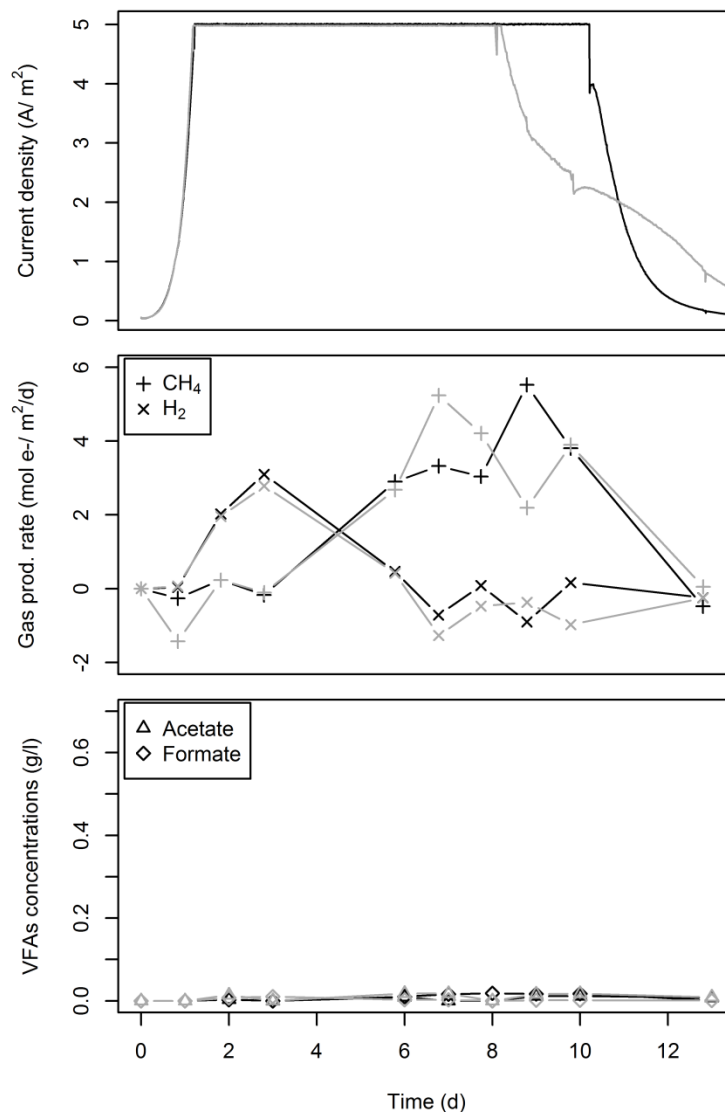 Current density (A/ m²)
5
4
3
2
1
0
Gas prod. rate (mol e-/ m²/d)
6
4
2
0
-2
CH₄
H₂
VFAs concentrations (g/l)
0.6
0.4
0.2
0.0
Acetate
Formate
0 2 4 6 8 10 12
Time (d)